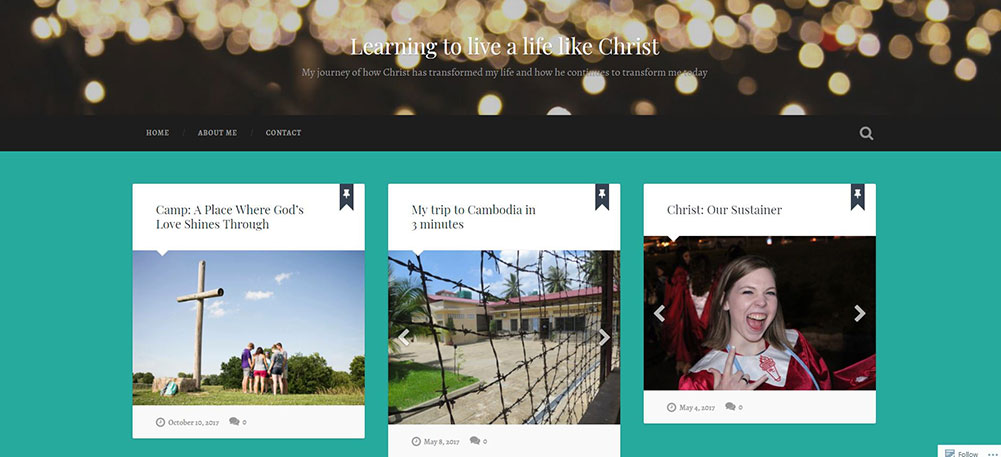 Learning to live a life like Christ
My journey of how Christ has transformed my life and how he continues to transform me today
HOME / ABOUT ME / CONTACT
Camp: A Place Where God's
Love Shines Through
October 10, 2017 0
My trip to Cambodia in
3 minutes
May 8, 2017 0
Christ: Our Sustainer
May 4, 2017 0
Follow